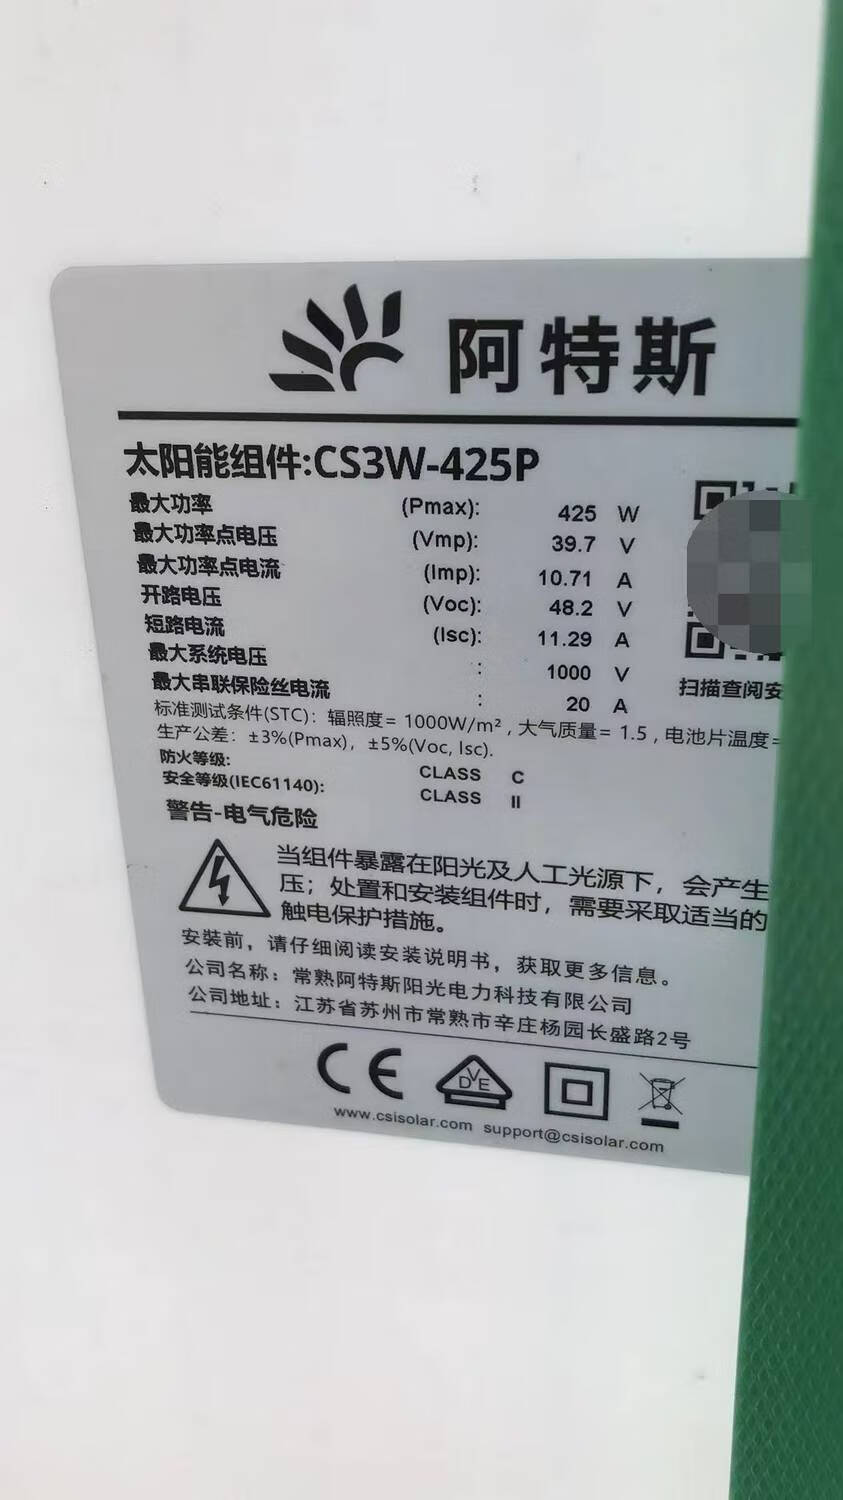 阿特斯
太阳能组件:CS3W-425P
最大功率 (Pmax): 425 W
最大功率点电压 (Vmp): 39.7 V
最大功率点电流 (Imp): 10.71 A
开路电压 (Voc): 48.2 V
短路电流 (Isc): 11.29 A
最大系统电压 : 1000 V
最大串联保险丝电流 : 20 A
扫描查阅安
标准测试条件(STC)：辐照度= 1000W/m²，大气质量= 1.5，电池片温度=
生产公差：±3%(Pmax)，±5%(Voc, Isc).
防火等级: CLASS C
安全等级(IEC61140): CLASS II
警告-电气危险
当组件暴露在阳光及人工光源下，会产生
压；处置和安装组件时，需要采取适当的
触电保护措施。
安装前，请仔细阅读安装说明书，获取更多信息。
公司名称：常熟阿特斯阳光电力科技有限公司
公司地址：江苏省苏州市常熟市辛庄杨园长盛路2号
CE DVE
www.csisolar.com support@csisolar.com